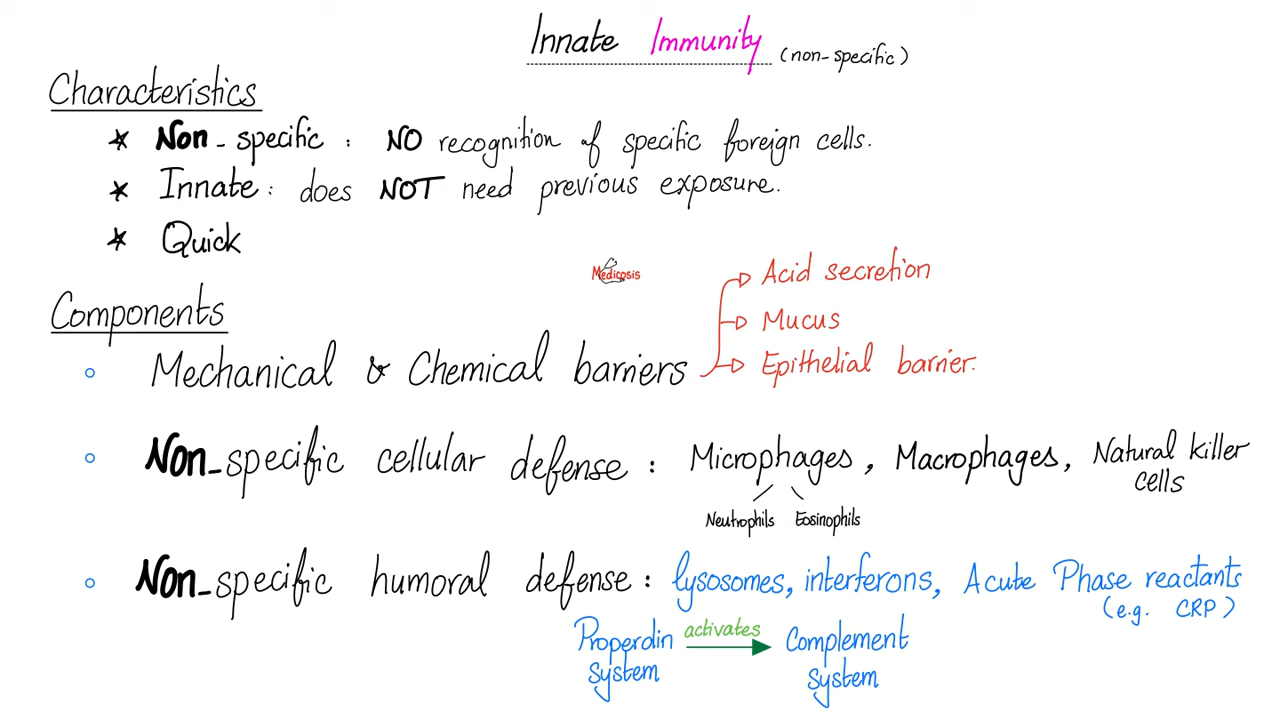 Innate Immunity (non-specific)
Characteristics
* Non-specific : NO recognition of specific foreign cells.
* Innate : does NOT need previous exposure.
* Quick
Medicosis
Components
Mechanical & Chemical barriers
Acid secretion
Mucus
Epithelial barrier.
Non-specific cellular defense : Microphages, Macrophages, Natural killer cells
Neutrophils Eosinophils
Non-specific humoral defense : lysosomes, interferons, Acute Phase reactants
(e.g. CRP)
Properdin system activates Complement system